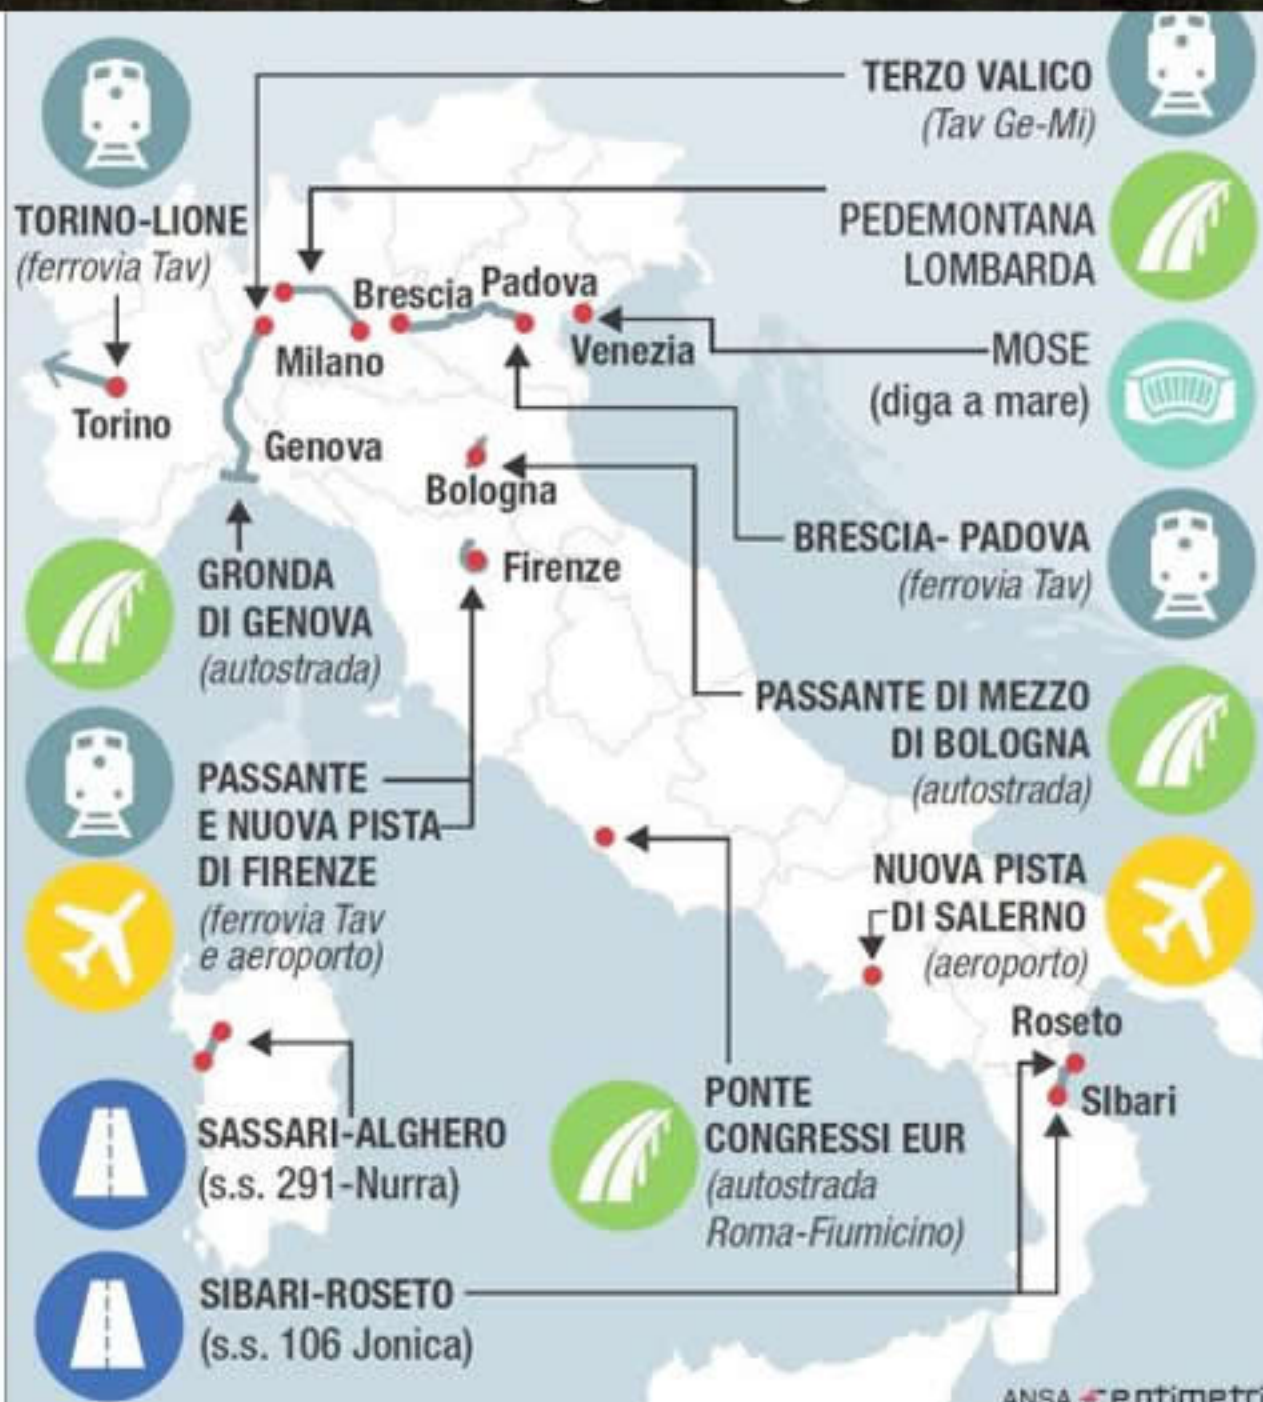 TERZO VALICO
(Tav Ge-Mi)
TORINO-LIONE
(ferrovia Tav)
PEDEMONTANA
LOMBARDA
Brescia
Padova
Milano
Venezia
MOSE
(diga a mare)
Torino
Genova
Bologna
BRESCIA- PADOVA
(ferrovia Tav)
Firenze
GRONDA
DI GENOVA
(autostrada)
PASSANTE DI MEZZO
DI BOLOGNA
(autostrada)
PASSANTE
E NUOVA PISTA
DI FIRENZE
(ferrovia Tav
e aeroporto)
NUOVA PISTA
DI SALERNO
(aeroporto)
Roseto
SIbari
SASSARI-ALGHERO
(s.s. 291-Nurra)
PONTE
CONGRESSI EUR
(autostrada
Roma-Fiumicino)
SIBARI-ROSETO
(s.s. 106 Jonica)
ANSA centimetri